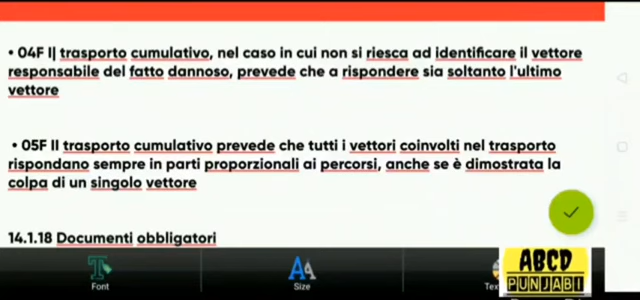 • 04F Il trasporto cumulativo, nel caso in cui non si riesca ad identificare il vettore
responsabile del fatto dannoso, prevede che a rispondere sia soltanto l'ultimo
vettore
• 05F Il trasporto cumulativo prevede che tutti i vettori coinvolti nel trasporto
rispondano sempre in parti proporzionali ai percorsi, anche se è dimostrata la
colpa di un singolo vettore
14.1.18 Documenti obbligatori
Font
Size
ABCD
PUNJABI